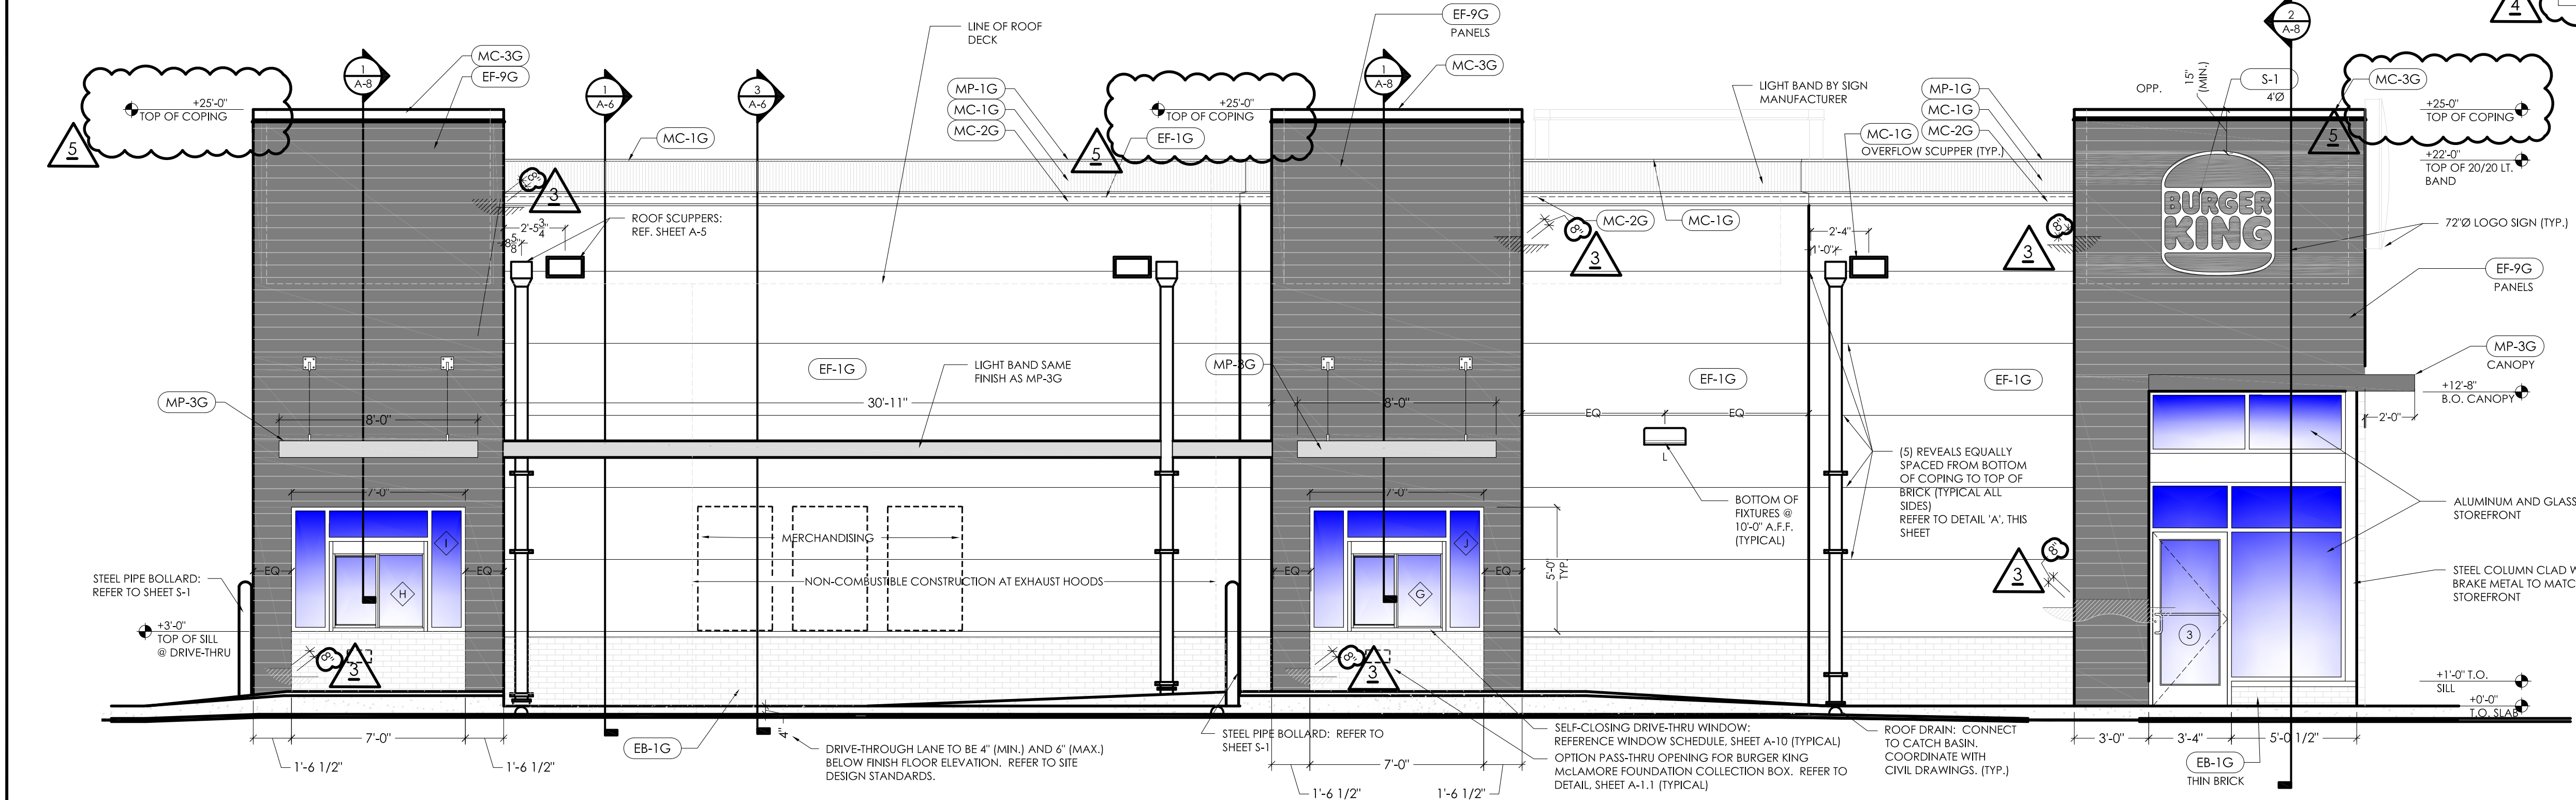 4
2
A-8
EF-9G
PANELS
LINE OF ROOF
DECK
MC-3G
EF-9G
1
A-8
1
A-6
3
A-6
MP-1G
MC-1G
MC-2G
EF-1G
MC-1G
+25'-0"
TOP OF COPING
5
+25'-0"
TOP OF COPING
5
1
A-8
MC-3G
LIGHT BAND BY SIGN
MANUFACTURER
MP-1G
MC-1G
MC-2G
MC-1G
OVERFLOW SCUPPER (TYP.)
OPP.
15"
(MIN.)
S-1
4'Ø
MC-3G
5
+25-0"
TOP OF COPING
+22'-0"
TOP OF 20/20 LT.
BAND
BURGER
KING
72"Ø LOGO SIGN (TYP.)
EF-9G
PANELS
8"
3
ROOF SCUPPERS:
REF. SHEET A-5
2'-5 3/4"
8 5/8"
MC-2G
MC-1G
8"
3
2'-4"
1'-0"
8"
3
MP-3G
CANOPY
+12'-8"
B.O. CANOPY
2'-0"
MP-3G
8'-0"
EF-1G
LIGHT BAND SAME
FINISH AS MP-3G
30'-11"
MP-3G
8'-0"
EF-1G
EQ
EQ
L
BOTTOM OF
FIXTURES @
10'-0" A.F.F.
(TYPICAL)
EF-1G
(5) REVEALS EQUALLY
SPACED FROM BOTTOM
OF COPING TO TOP OF
BRICK (TYPICAL ALL
SIDES)
REFER TO DETAIL 'A', THIS
SHEET
ALUMINUM AND GLASS
STOREFRONT
STEEL COLUMN CLAD W
BRAKE METAL TO MATC
STOREFRONT
8"
3
3
7'-0"
I
H
EQ
EQ
STEEL PIPE BOLLARD:
REFER TO SHEET S-1
+3'-0"
TOP OF SILL
@ DRIVE-THRU
8"
3
MERCHANDISING
NON-COMBUSTIBLE CONSTRUCTION AT EXHAUST HOODS
7'-0"
J
G
EQ
EQ
5'-0"
TYP.
8"
3
+1'-0" T.O.
SILL
+0'-0"
T.O. SLAB
7'-0"
1'-6 1/2"
1'-6 1/2"
EB-1G
4"
DRIVE-THROUGH LANE TO BE 4" (MIN.) AND 6" (MAX.)
BELOW FINISH FLOOR ELEVATION. REFER TO SITE
DESIGN STANDARDS.
STEEL PIPE BOLLARD: REFER TO
SHEET S-1
7'-0"
1'-6 1/2"
1'-6 1/2"
SELF-CLOSING DRIVE-THRU WINDOW:
REFERENCE WINDOW SCHEDULE, SHEET A-10 (TYPICAL)
OPTION PASS-THRU OPENING FOR BURGER KING
McLAMORE FOUNDATION COLLECTION BOX. REFER TO
DETAIL, SHEET A-1.1 (TYPICAL)
ROOF DRAIN: CONNECT
TO CATCH BASIN.
COORDINATE WITH
CIVIL DRAWINGS. (TYP.)
3'-0"
3'-4"
5'-0 1/2"
EB-1G
THIN BRICK